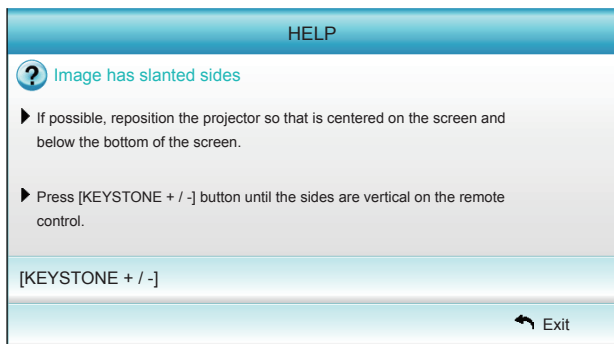 HELP
? Image has slanted sides
If possible, reposition the projector so that is centered on the screen and
below the bottom of the screen.
Press [KEYSTONE + / -] button until the sides are vertical on the remote
control.
[KEYSTONE + / -]
Exit